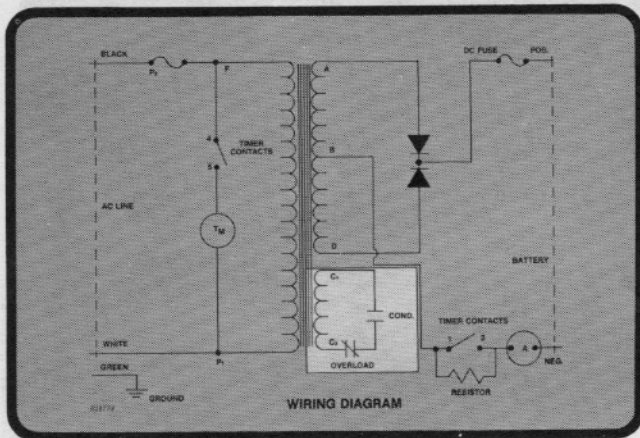 BLACK
P₂
F
A
DC FUSE
POS.
4
TIMER
CONTACTS
5
B
AC LINE
TM
D
BATTERY
C₁
COND.
TIMER CONTACTS
C₂
OVERLOAD
1
2
A
NEG.
WHITE
P₁
GREEN
RESISTOR
GROUND
WIRING DIAGRAM